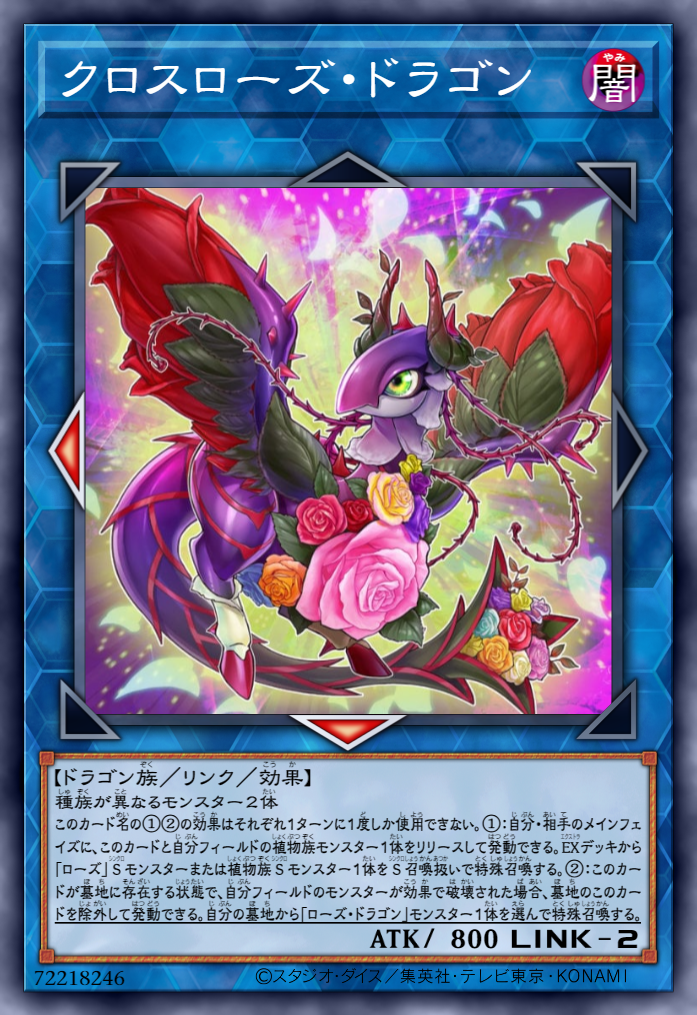 クロスローズ・ドラゴン
闇
やみ
【ドラゴン族／リンク／効果】
種族が異なるモンスター２体
このカード名の①②の効果はそれぞれ1ターンに1度しか使用できない。①：自分・相手のメインフェ
イズに、このカードと自分フィールドの植物族モンスター1体をリリースして発動できる。EXデッキから
「ローズ」Ｓモンスターまたは植物族Ｓモンスター1体をＳ召喚扱いで特殊召喚する。②：このカー
ドが墓地に存在する状態で、自分フィールドのモンスターが効果で破壊された場合、墓地のこのカー
ドを除外して発動できる。自分の墓地から「ローズ・ドラゴン」モンスター1体を選んで特殊召喚する。
ATK/ 800 LINK-2
72218246 ©スタジオ・ダイス／集英社・テレビ東京・KONAMI